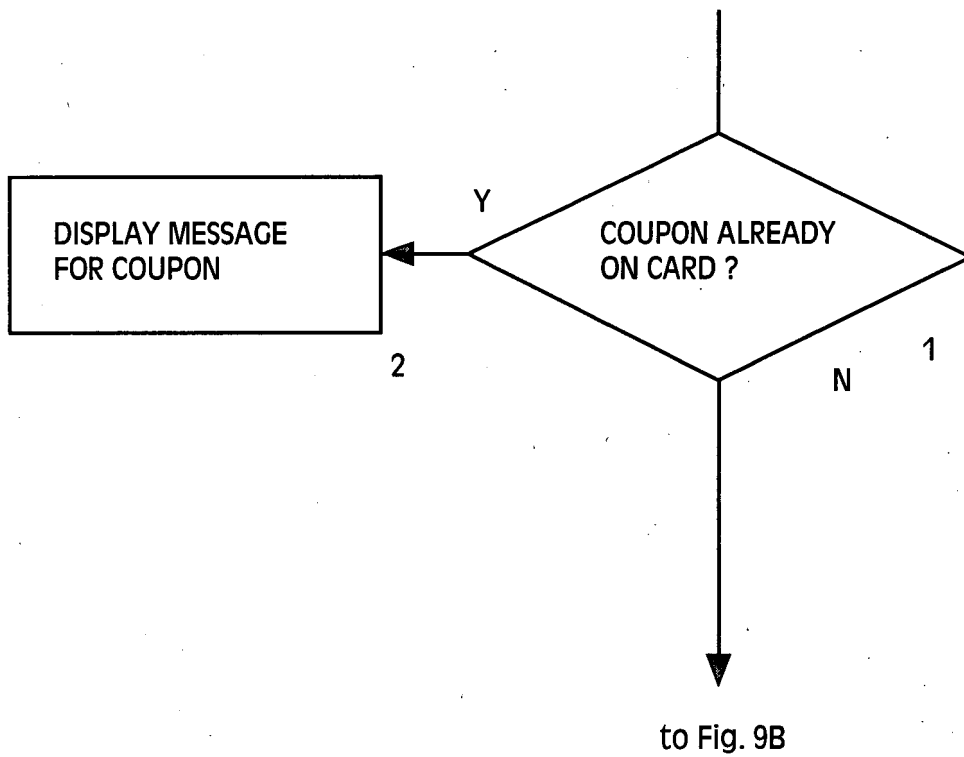 Y
DISPLAY MESSAGE
FOR COUPON
COUPON ALREADY
ON CARD ?
2
1
N
to Fig. 9B